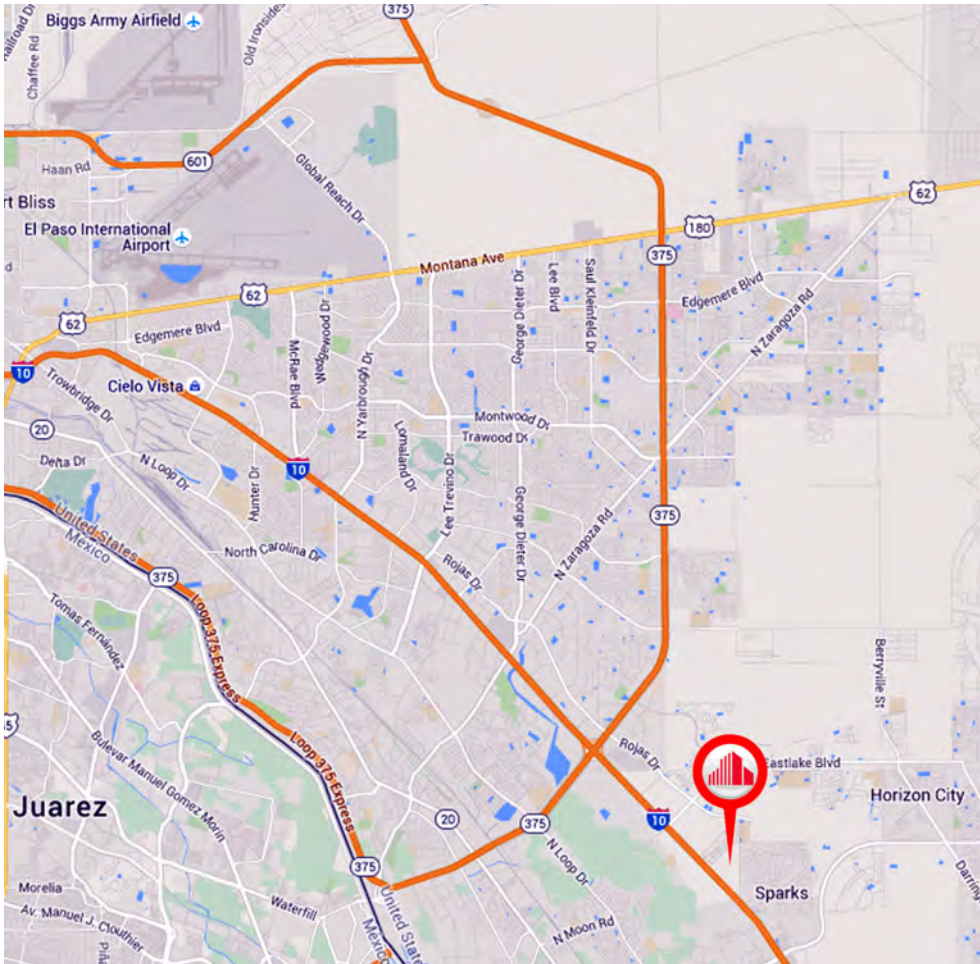 375
Biggs Army Airfield
Old Ironsides
Railroad Dr
Chaffee Rd
601
Haan Rd
Global Reach Dr
62
rt Bliss
180
El Paso International
Airport
375
Montana Ave
62
Edgemere Blvd
62
Edgemere Blvd
McRae Blvd
Wedgewood Dr
N Yarbrough Dr
George Dieter Dr
Lee Blvd
Saul Kleinfeld Dr
N Zaragoza Rd
10
Cielo Vista
Trowbridge Dr
Montwood Dr
Trawood Dr
20
Delta Dr
N Loop Dr
10
Hunter Dr
Lomaland Dr
Lee Trevino Dr
George Dieter Dr
375
United States
México
North Carolina Dr
Rojas Dr
N Zaragoza Rd
375
Loop 375 Express
Tomas Fernández
Berryville St
Loop 375 Express
Bulevar Manuel Gomez Morin
Rojas Dr
Eastlake Blvd
Horizon City
Juarez
20
375
10
N Loop Dr
375
Morelia
Waterfill
United States
México
Sparks
Av. Manuel J. Clouthier
N Moon Rd